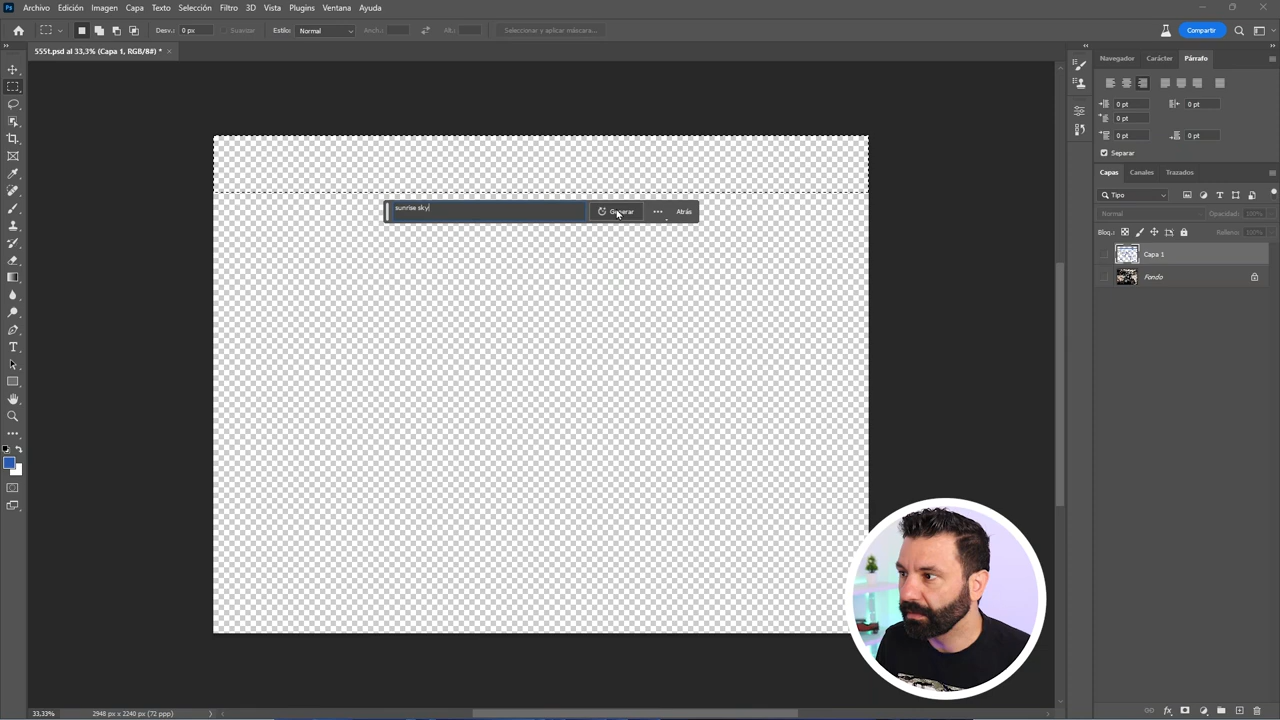 Ps Archivo Edición Imagen Capa Texto Selección Filtro 3D Vista Plugins Ventana Ayuda
Desv.: 0 px Suavizar Estilo: Normal Anch.: Alto.: Seleccionar y aplicar máscara... Compartir
555t.psd al 33,3% (Capa 1, RGB/8#) * ×
Navegador Carácter Párrafo
0 pt 0 pt
0 pt
0 pt 0 pt
Separar
Capas Canales Trazados
Tipo
Normal Opacidad: 100%
Bloq.: Relleno: 100%
sunrise sky Generar ... Atrás
Capa 1
Fondo
33,33% 2948 px x 2240 px (72 ppp)